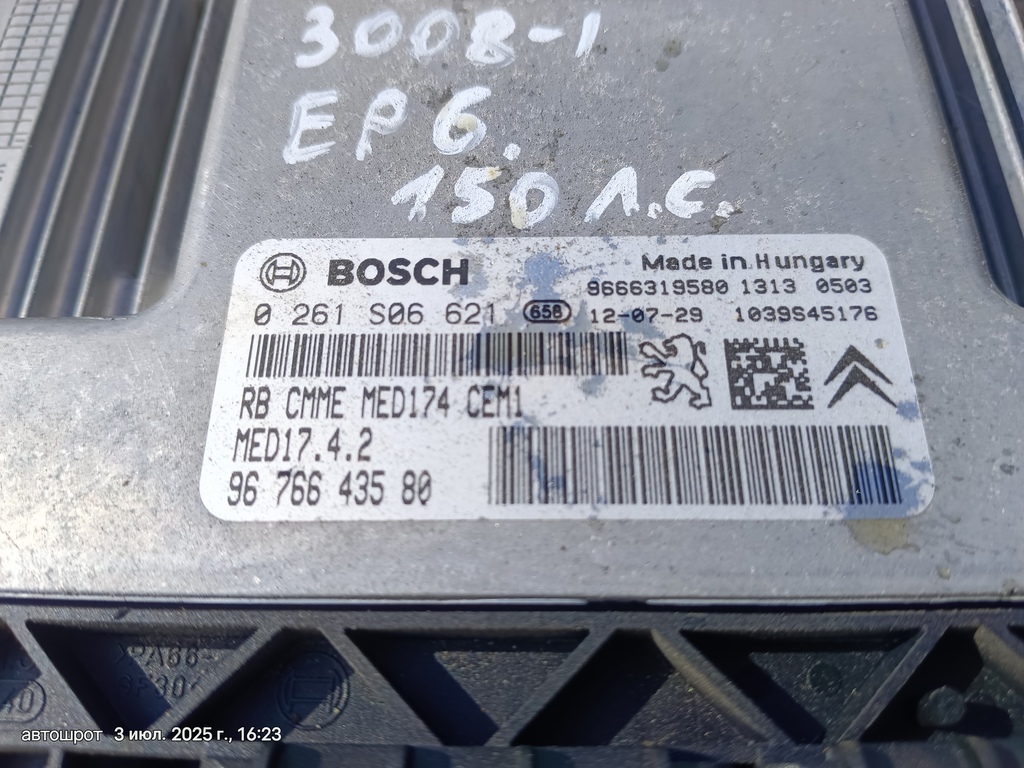 3008-1
EP6.
150 л.с.
BOSCH
Made in Hungary
9666319580 1313 0503
0 261 S06 621 658 12-07-29 1039S45176
RB CMME MED174 CEM1
MED17.4.2
96 766 435 80
>PA66-
автошрот 3 июл. 2025 г., 16:23